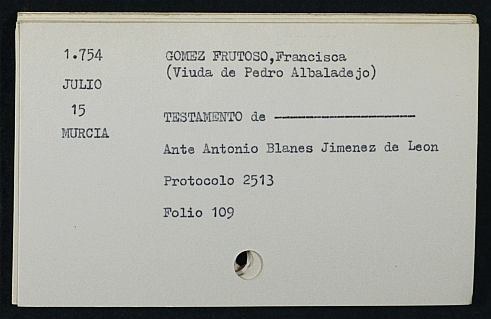 1.754 GOMEZ FRUTOSO,Francisca
(Viuda de Pedro Albaladejo)
JULIO
15
TESTAMENTO de --------------------
MURCIA
Ante Antonio Blanes Jimenez de Leon
Protocolo 2513
Folio 109